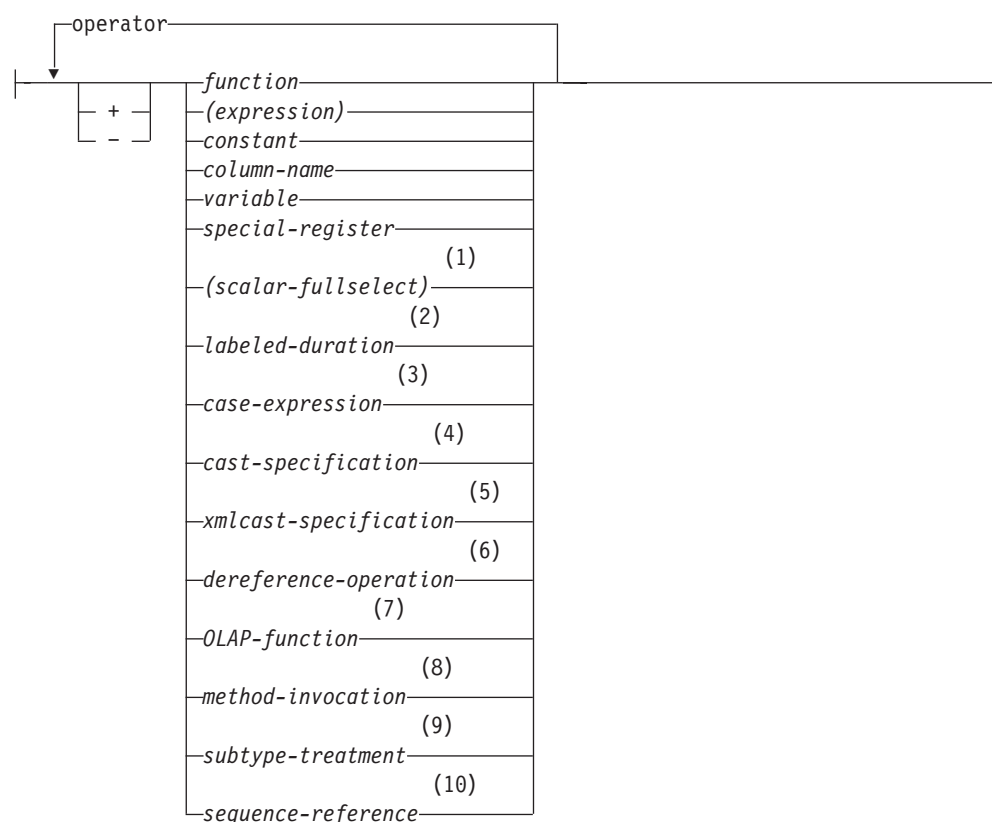 operator
function
+
(expression)
−
constant
column-name
variable
special-register
(1)
(scalar-fullselect)
(2)
labeled-duration
(3)
case-expression
(4)
cast-specification
(5)
xmlcast-specification
(6)
dereference-operation
(7)
OLAP-function
(8)
method-invocation
(9)
subtype-treatment
(10)
sequence-reference